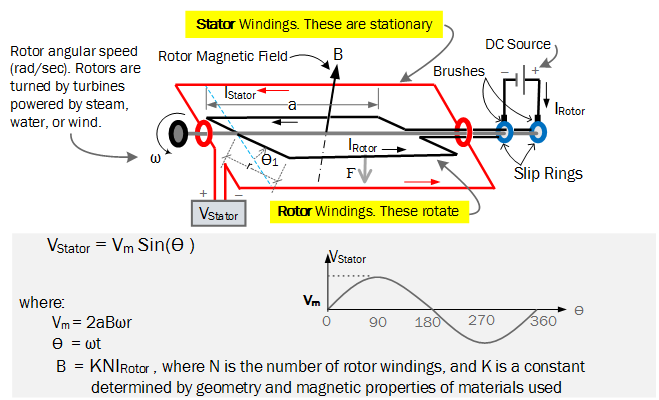 Stator Windings. These are stationary
Rotor angular speed
(rad/sec). Rotors are
turned by turbines
powered by steam,
water, or wind.
Rotor Magnetic Field
B
DC Source
Brushes
- +
IStator
a
IRotor
IRotor
ω
r
Θ1
F
Slip Rings
+ -
VStator
Rotor Windings. These rotate
VStator = Vm Sin(Θ )
VStator
where:
Vm
Vm = 2aBωr
0 90 180 270 360 Θ
Θ = ωt
B = KNIRotor , where N is the number of rotor windings, and K is a constant
determined by geometry and magnetic properties of materials used